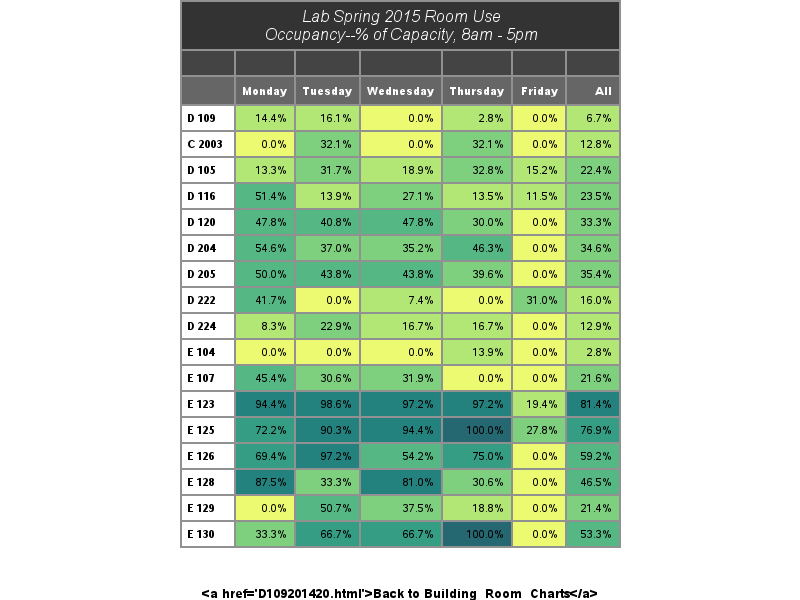 Lab Spring 2015 Room Use
Occupancy--% of Capacity, 8am - 5pm
Monday Tuesday Wednesday Thursday Friday All
D 109 14.4% 16.1% 0.0% 2.8% 0.0% 6.7%
C 2003 0.0% 32.1% 0.0% 32.1% 0.0% 12.8%
D 105 13.3% 31.7% 18.9% 32.8% 15.2% 22.4%
D 116 51.4% 13.9% 27.1% 13.5% 11.5% 23.5%
D 120 47.8% 40.8% 47.8% 30.0% 0.0% 33.3%
D 204 54.6% 37.0% 35.2% 46.3% 0.0% 34.6%
D 205 50.0% 43.8% 43.8% 39.6% 0.0% 35.4%
D 222 41.7% 0.0% 7.4% 0.0% 31.0% 16.0%
D 224 8.3% 22.9% 16.7% 16.7% 0.0% 12.9%
E 104 0.0% 0.0% 0.0% 13.9% 0.0% 2.8%
E 107 45.4% 30.6% 31.9% 0.0% 0.0% 21.6%
E 123 94.4% 98.6% 97.2% 97.2% 19.4% 81.4%
E 125 72.2% 90.3% 94.4% 100.0% 27.8% 76.9%
E 126 69.4% 97.2% 54.2% 75.0% 0.0% 59.2%
E 128 87.5% 33.3% 81.0% 30.6% 0.0% 46.5%
E 129 0.0% 50.7% 37.5% 18.8% 0.0% 21.4%
E 130 33.3% 66.7% 66.7% 100.0% 0.0% 53.3%
<a href='D109201420.html'>Back to Building_Room_Charts</a>